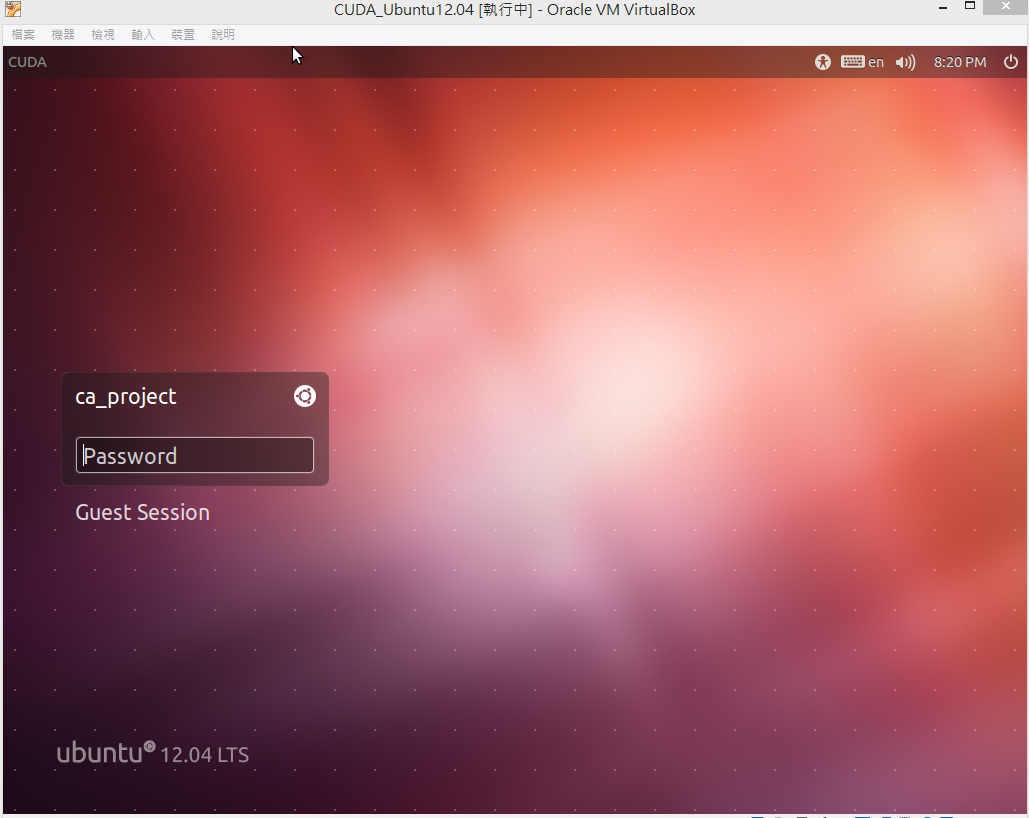 CUDA_Ubuntu12.04 [執行中] - Oracle VM VirtualBox
檔案 機器 檢視 輸入 裝置 說明
CUDA en 8:20 PM
ca_project
Password
Guest Session
ubuntu® 12.04 LTS